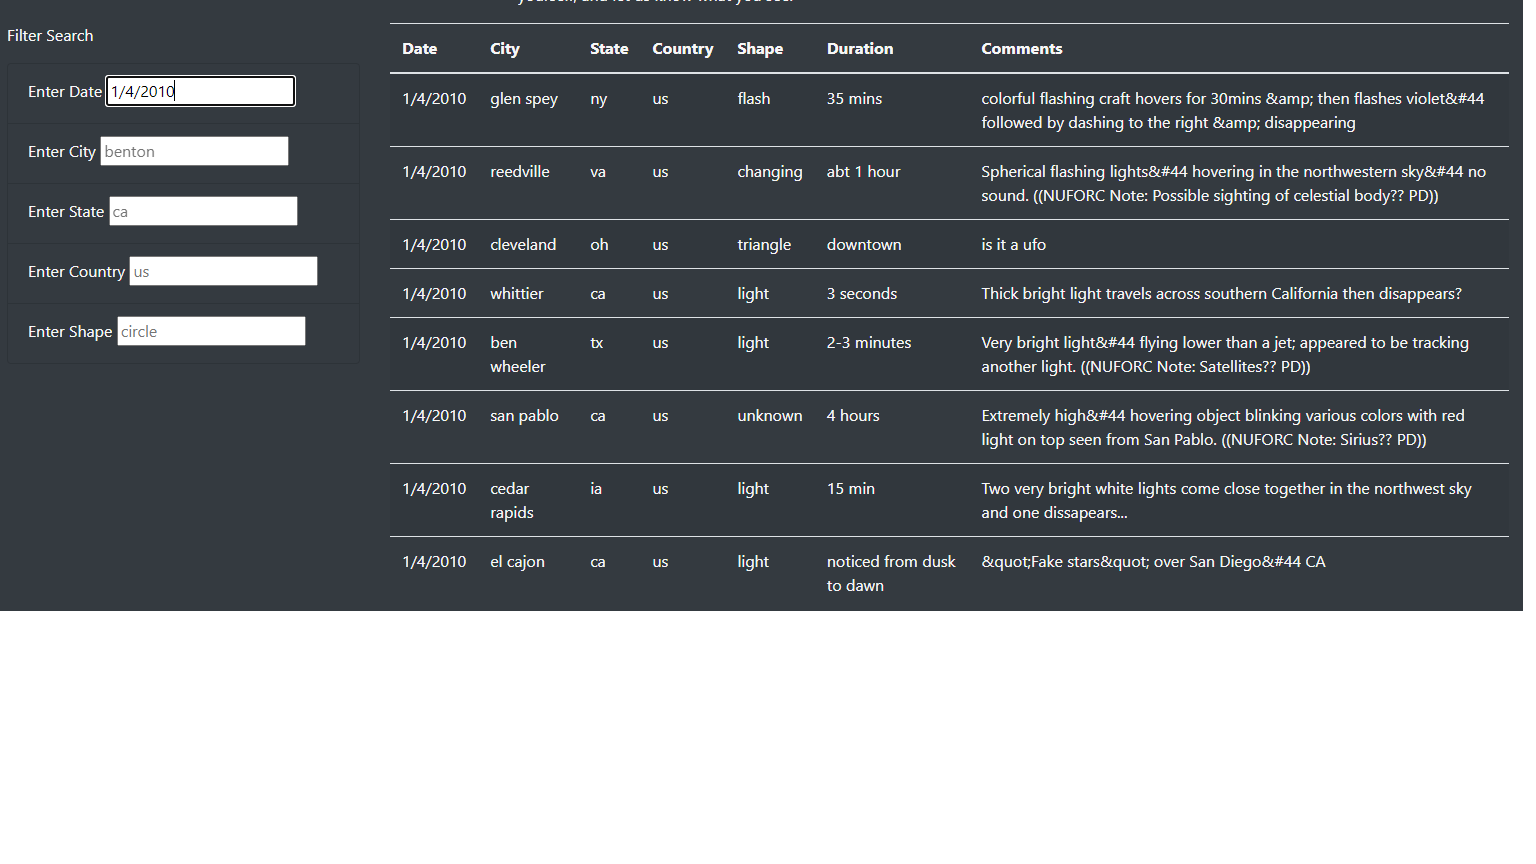 yourself, and let us know what you see!
Filter Search
Enter Date 1/4/2010
Enter City benton
Enter State ca
Enter Country us
Enter Shape circle
Date City State Country Shape Duration Comments
1/4/2010 glen spey ny us flash 35 mins colorful flashing craft hovers for 30mins &amp; then flashes violet&#44
followed by dashing to the right &amp; disappearing
1/4/2010 reedville va us changing abt 1 hour Spherical flashing lights&#44 hovering in the northwestern sky&#44 no
sound. ((NUFORC Note: Possible sighting of celestial body?? PD))
1/4/2010 cleveland oh us triangle downtown is it a ufo
1/4/2010 whittier ca us light 3 seconds Thick bright light travels across southern California then disappears?
1/4/2010 ben tx us light 2-3 minutes Very bright light&#44 flying lower than a jet; appeared to be tracking
wheeler another light. ((NUFORC Note: Satellites?? PD))
1/4/2010 san pablo ca us unknown 4 hours Extremely high&#44 hovering object blinking various colors with red
light on top seen from San Pablo. ((NUFORC Note: Sirius?? PD))
1/4/2010 cedar ia us light 15 min Two very bright white lights come close together in the northwest sky
rapids and one dissapears...
1/4/2010 el cajon ca us light noticed from dusk &quot;Fake stars&quot; over San Diego&#44 CA
to dawn